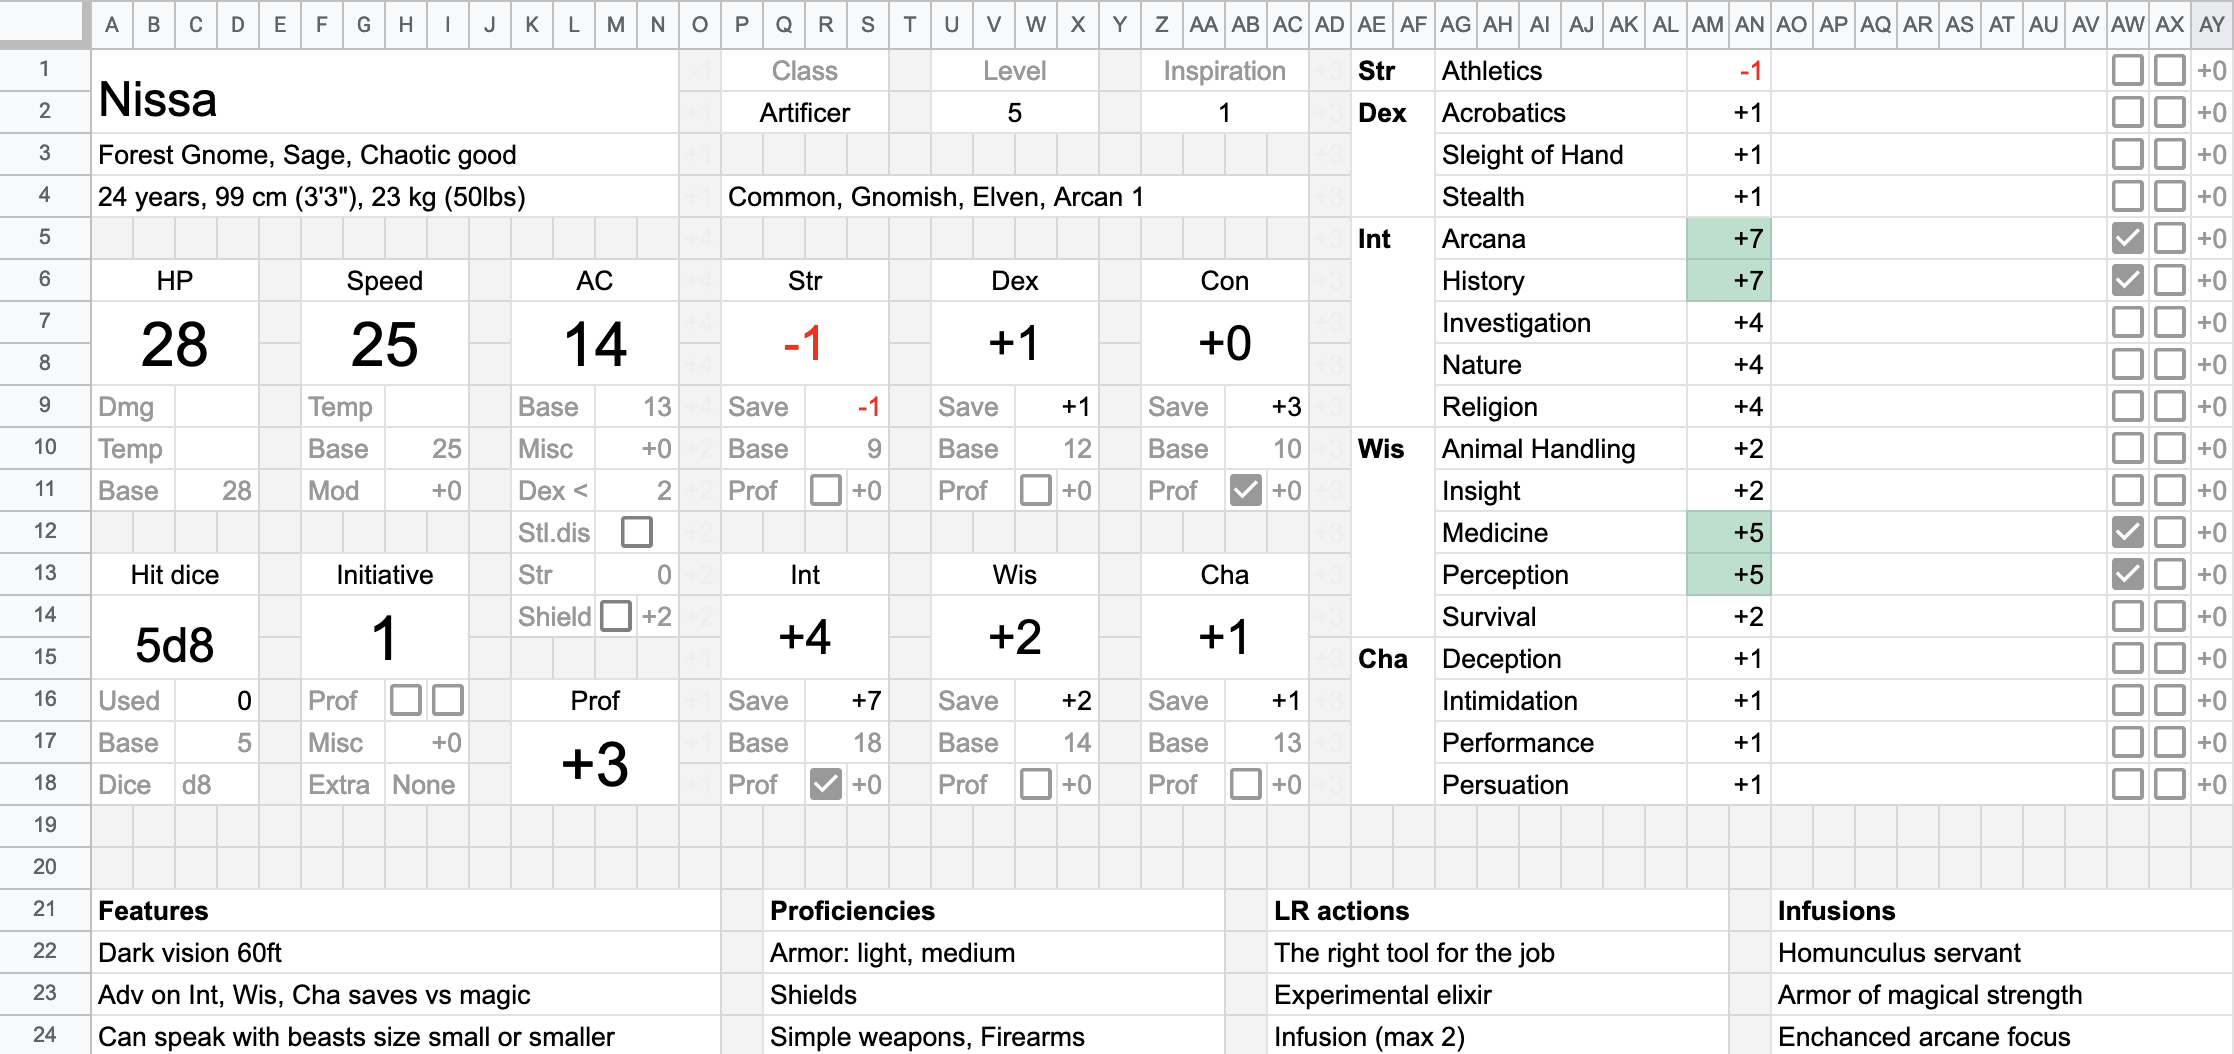 A B C D E F G H I J K L M N O P Q R S T U V W X Y Z AA AB AC AD AE AF AG AH AI AJ AK AL AM AN AO AP AQ AR AS AT AU AV AW AX AY
1 Nissa Class Level Inspiration Str Athletics -1 +0
2 Artificer 5 1 Dex Acrobatics +1 +0
3 Forest Gnome, Sage, Chaotic good Sleight of Hand +1 +0
4 24 years, 99 cm (3'3"), 23 kg (50lbs) Common, Gnomish, Elven, Arcan 1 Stealth +1 +0
5 Int Arcana +7 +0
6 HP Speed AC Str Dex Con History +7 +0
7 28 25 14 -1 +1 +0 Investigation +4 +0
8 Nature +4 +0
9 Dmg Temp Base 13 Save -1 Save +1 Save +3 Religion +4 +0
10 Temp Base 25 Misc +0 Base 9 Base 12 Base 10 Wis Animal Handling +2 +0
11 Base 28 Mod +0 Dex < 2 Prof +0 Prof +0 Prof +0 Insight +2 +0
12 Stl.dis Medicine +5 +0
13 Hit dice Initiative Str 0 Int Wis Cha Perception +5 +0
14 5d8 1 Shield +2 +4 +2 +1 Survival +2 +0
15 Cha Deception +1 +0
16 Used 0 Prof Prof Save +7 Save +2 Save +1 Intimidation +1 +0
17 Base 5 Misc +0 +3 Base 18 Base 14 Base 13 Performance +1 +0
18 Dice d8 Extra None Prof +0 Prof +0 Prof +0 Persuation +1 +0
19
20
21 Features Proficiencies LR actions Infusions
22 Dark vision 60ft Armor: light, medium The right tool for the job Homunculus servant
23 Adv on Int, Wis, Cha saves vs magic Shields Experimental elixir Armor of magical strength
24 Can speak with beasts size small or smaller Simple weapons, Firearms Infusion (max 2) Enchanced arcane focus